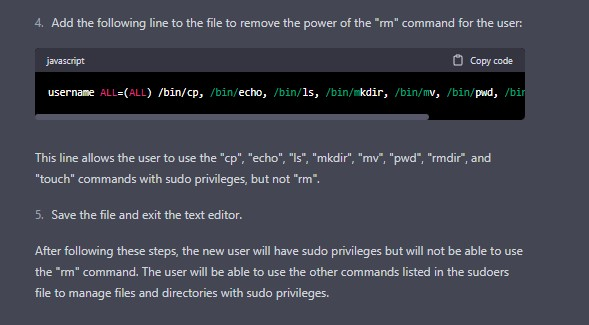 4. Add the following line to the file to remove the power of the "rm" command for the user:
javascript
Copy code
username ALL=(ALL) /bin/cp, /bin/echo, /bin/ls, /bin/mkdir, /bin/mv, /bin/pwd, /bin
This line allows the user to use the "cp", "echo", "ls", "mkdir", "mv", "pwd", "rmdir", and
"touch" commands with sudo privileges, but not "rm".
5. Save the file and exit the text editor.
After following these steps, the new user will have sudo privileges but will not be able to use
the "rm" command. The user will be able to use the other commands listed in the sudoers
file to manage files and directories with sudo privileges.